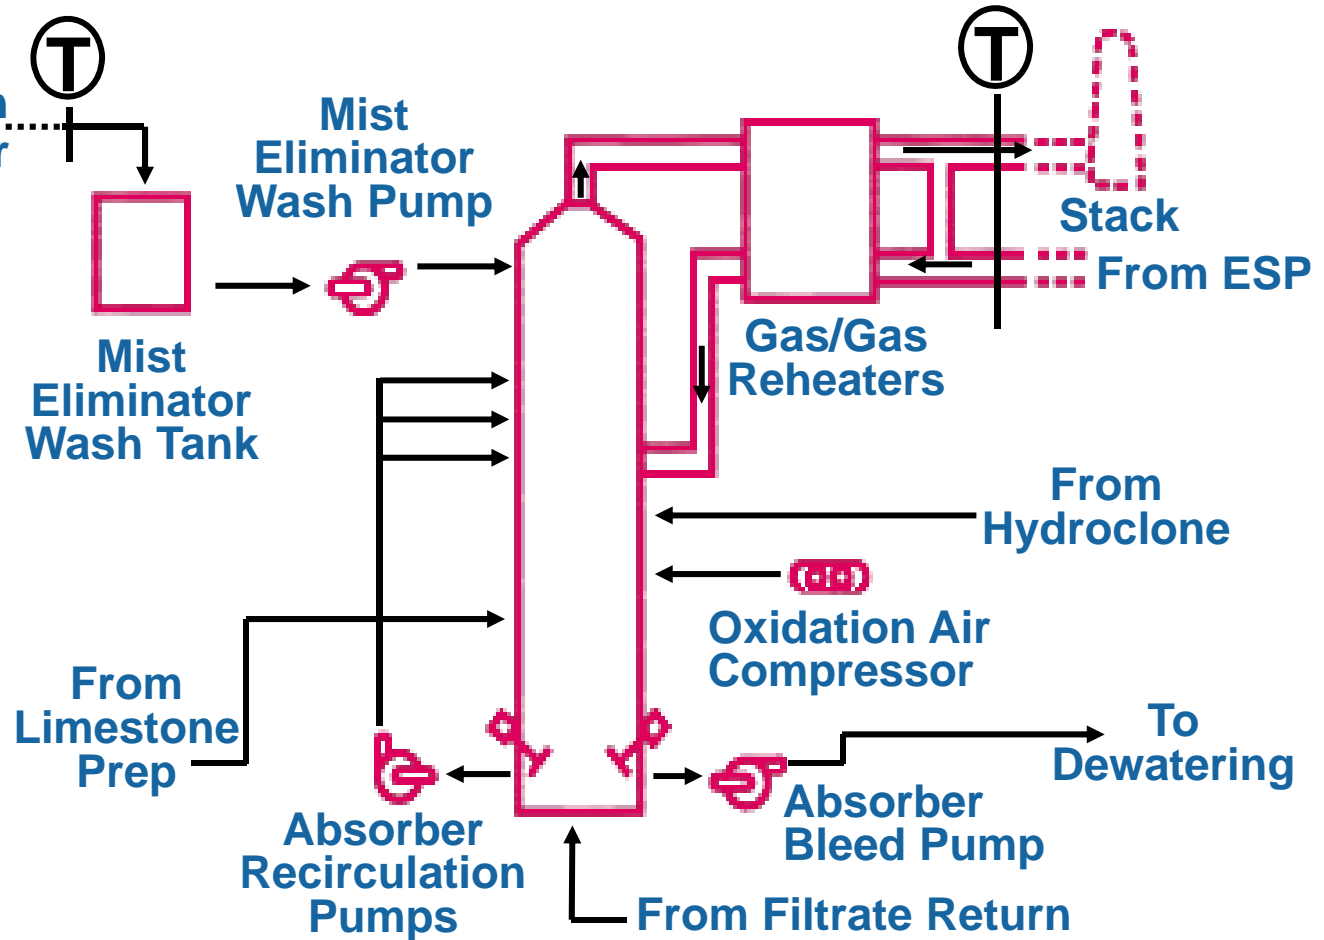 T
T
Mist
Eliminator
Wash Pump
Stack
From ESP
Mist
Eliminator
Wash Tank
Gas/Gas
Reheaters
From
Hydroclone
Oxidation Air
Compressor
From
Limestone
Prep
To
Dewatering
Absorber
Bleed Pump
Absorber
Recirculation
Pumps
From Filtrate Return